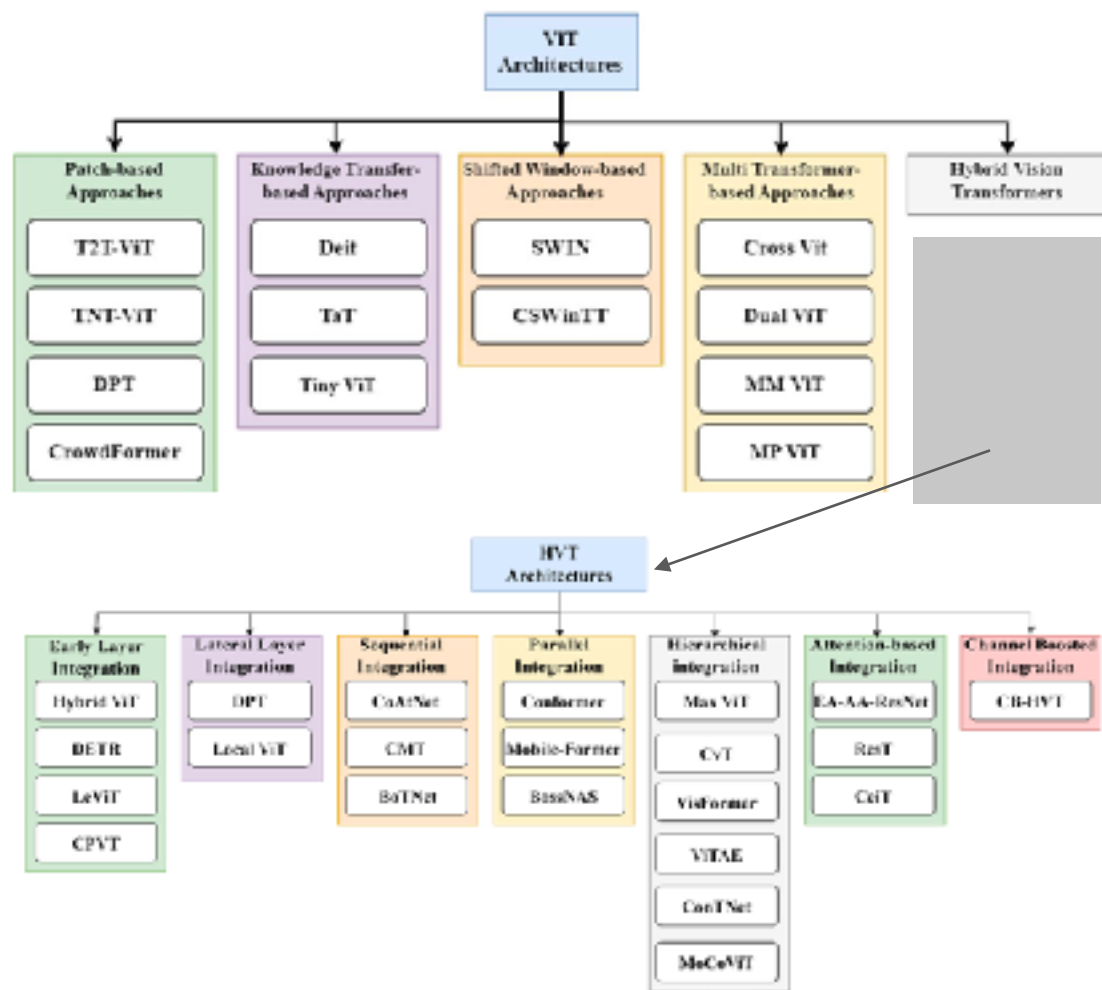 ViT
Architectures
Patch-based
Approaches
T2T-ViT
TNT-ViT
DPT
CrowdFormer
Knowledge Transfer-
based Approaches
Deit
TaT
Tiny ViT
Shifted Window-based
Approaches
SWIN
CSWinTT
Multi Transformer-
based Approaches
Cross Vit
Dual ViT
MM ViT
MP ViT
Hybrid Vision
Transformers
HVT
Architectures
Early Layer
Integration
Hybrid ViT
DETR
LeViT
CPVT
Lateral Layer
Integration
DPT
Local ViT
Sequential
Integration
CoAtNet
CMT
BoTNet
Parallel
Integration
Conformer
Mobile-Former
BossNAS
Hierarchical
integration
Max ViT
CvT
VisFormer
ViTAE
ConTNet
MoCoViT
Attention-based
Integration
EA-AA-ResNet
ResT
CeiT
Channel Boosted
Integration
CB-HVT